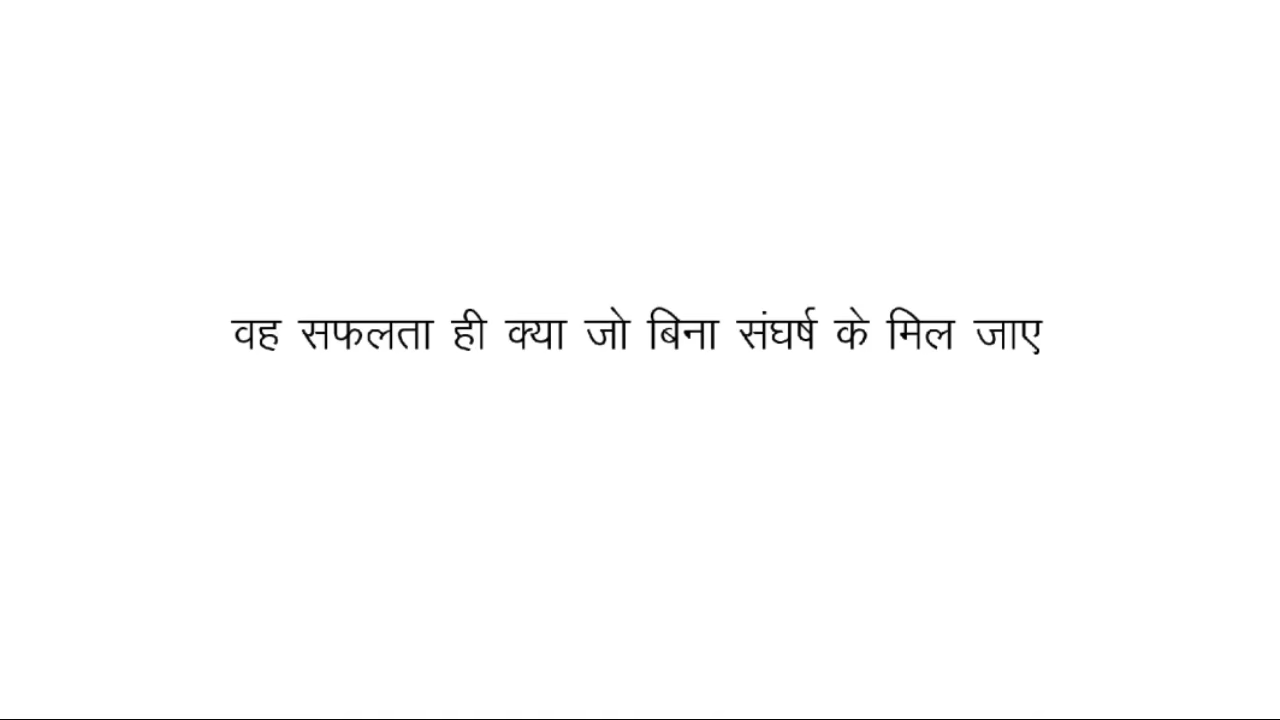 वह सफलता ही क्या जो बिना संघर्ष के मिल जाए